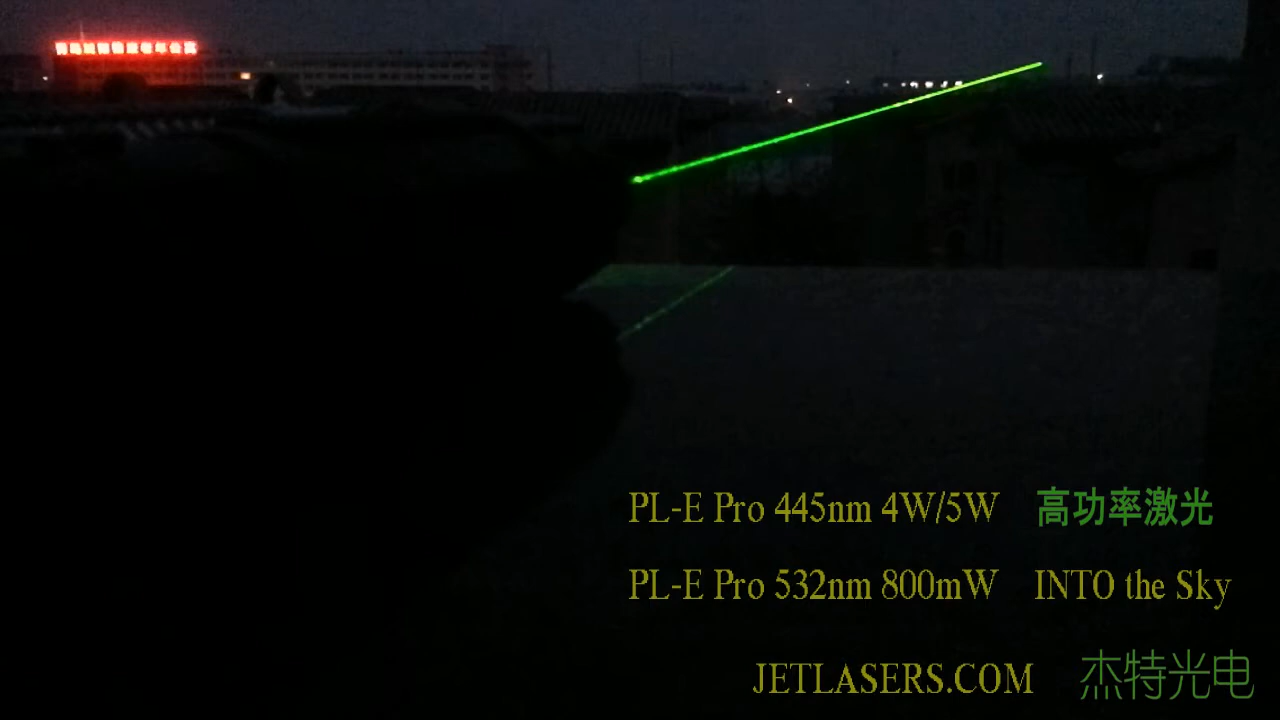 PL-E Pro 445nm 4W/5W 高功率激光
PL-E Pro 532nm 800mW INTO the Sky
JETLASERS.COM 杰特光电